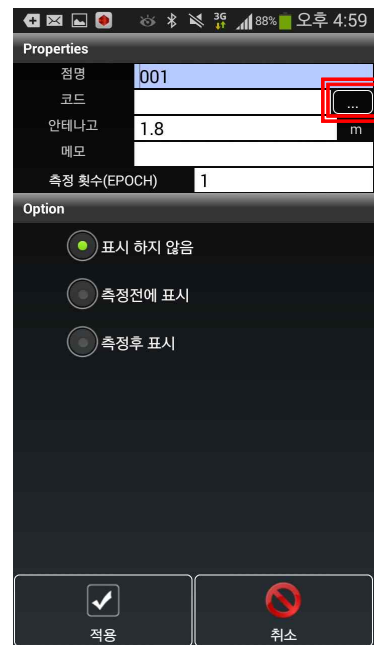 3G 88% 오후 4:59
Properties
점명 001
코드 ...
안테나고 1.8 m
메모
측정 횟수(EPOCH) 1
Option
표시 하지 않음
측정전에 표시
측정후 표시
적용 취소